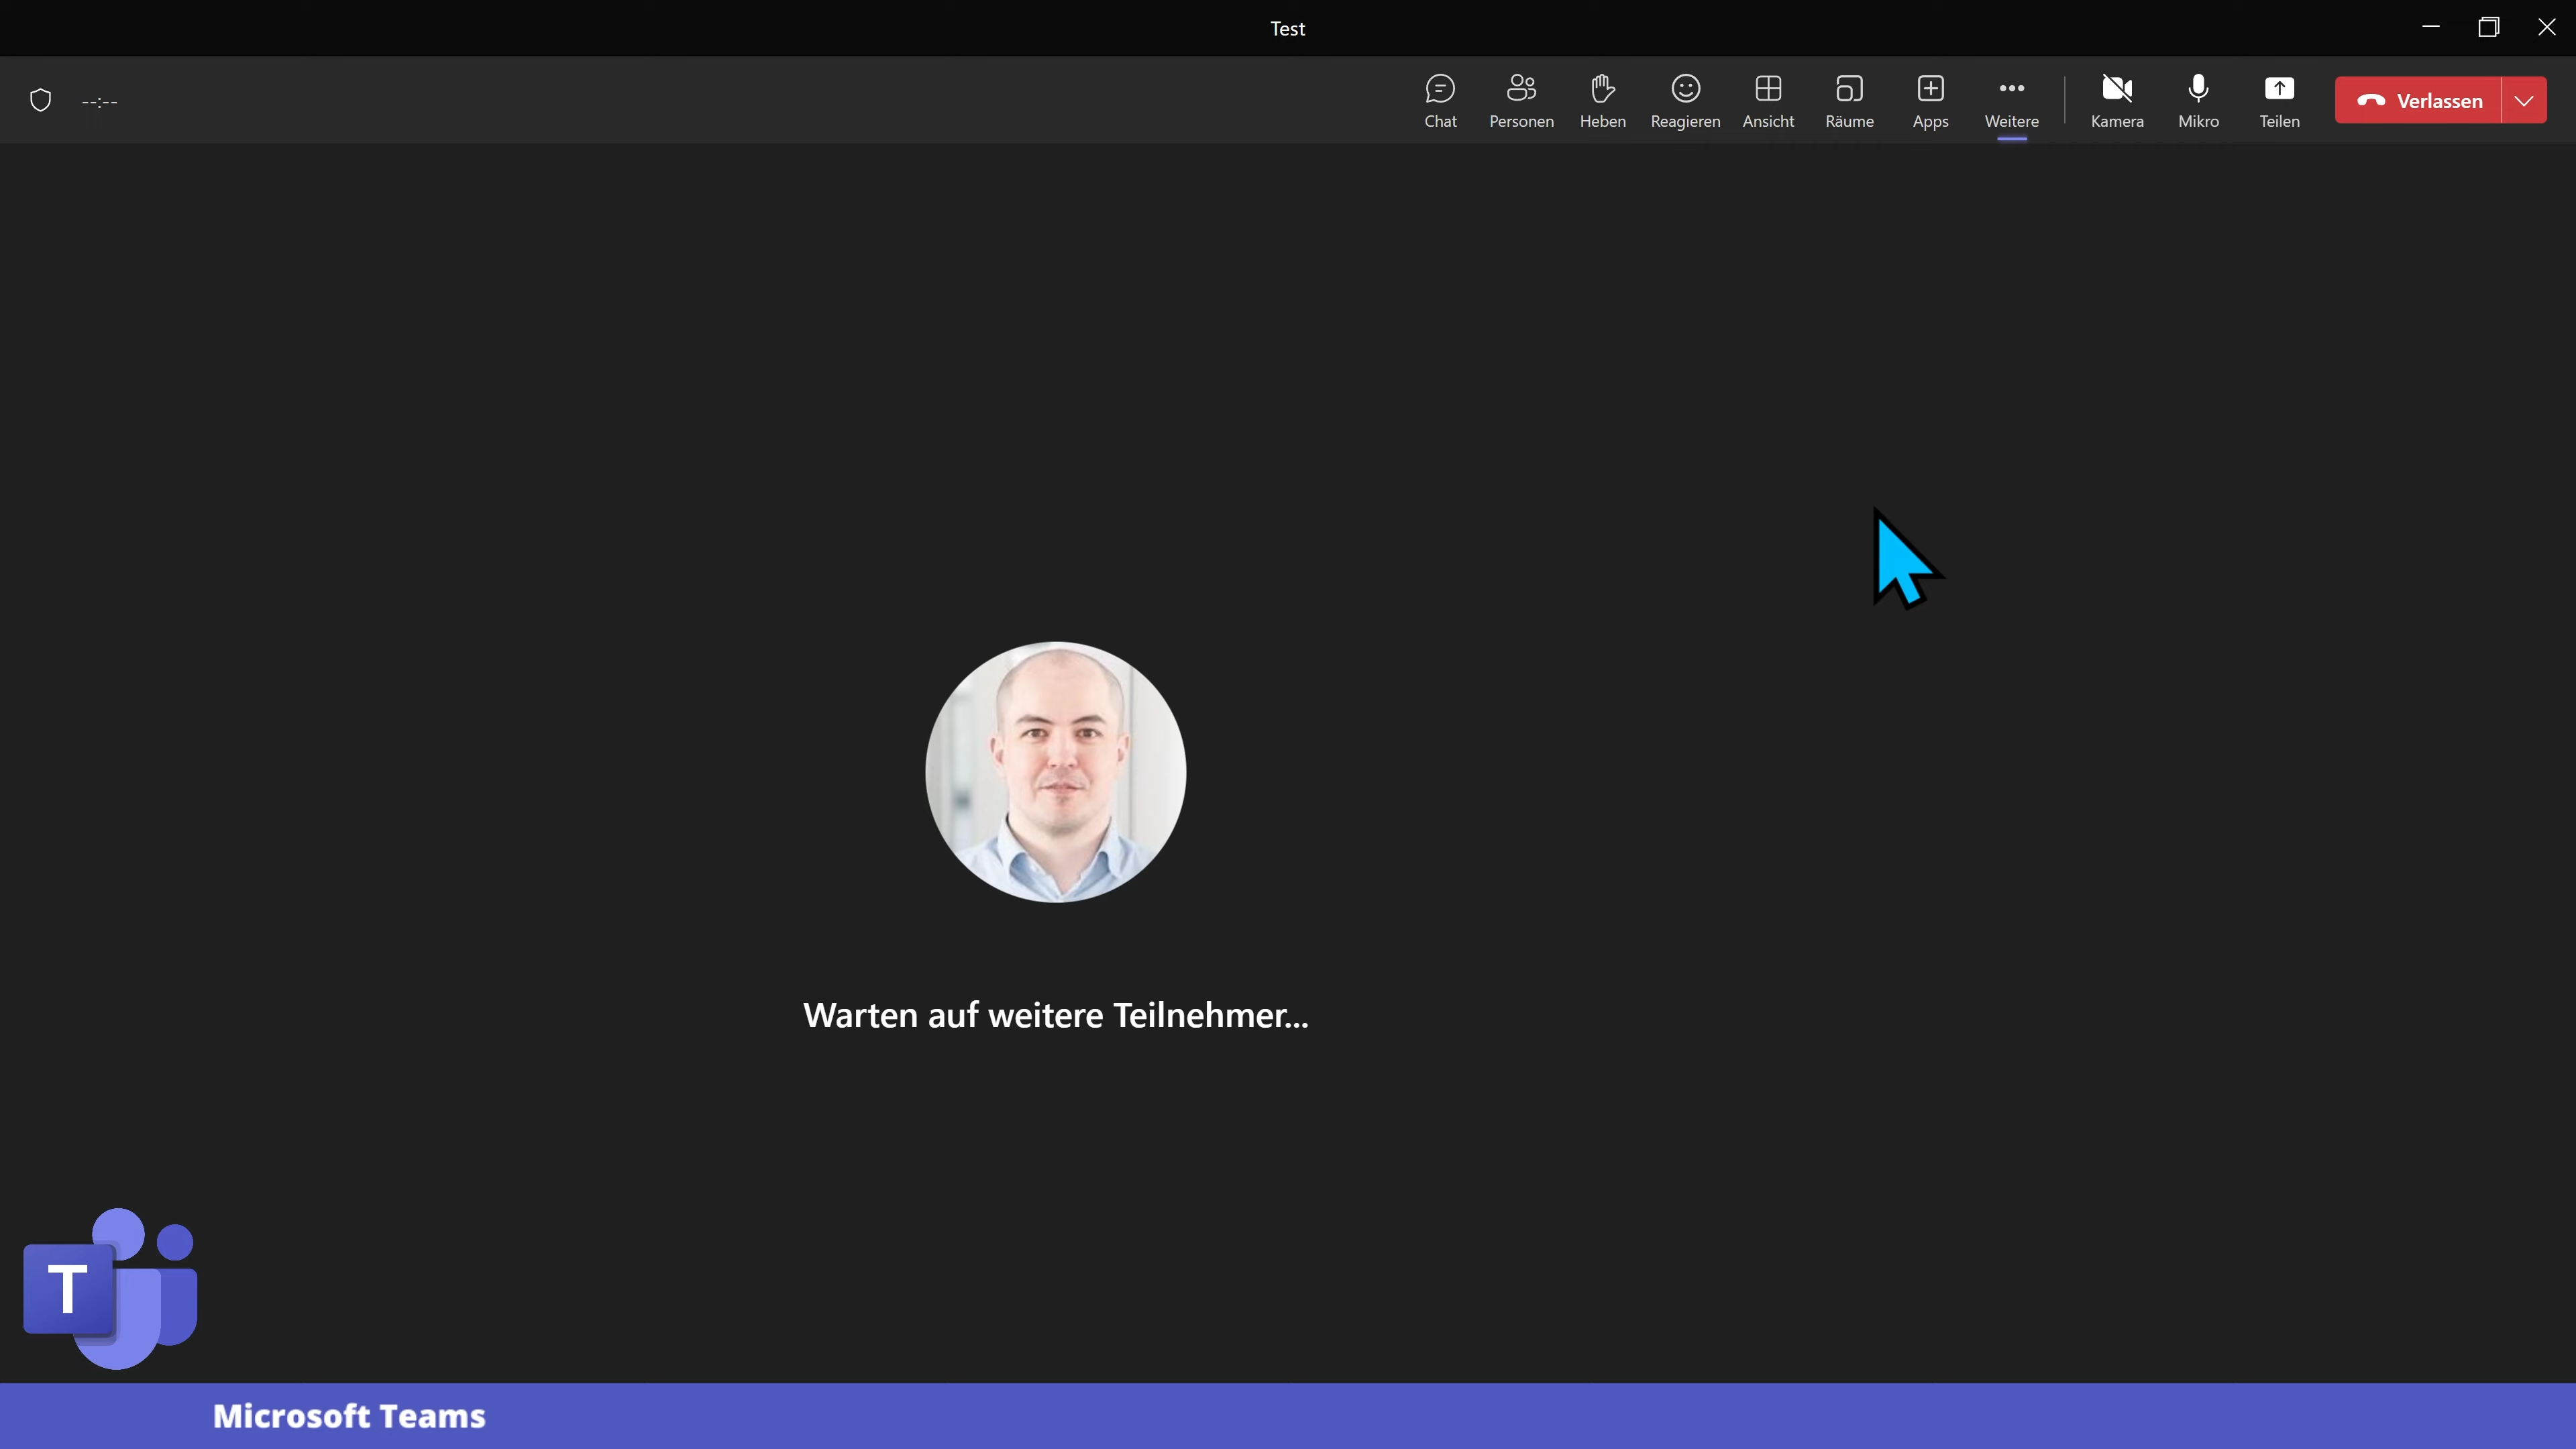 Test
--:--
Chat
Personen
Heben
Reagieren
Ansicht
Räume
Apps
Weitere
Kamera
Mikro
Teilen
Verlassen
Warten auf weitere Teilnehmer...
T
Microsoft Teams